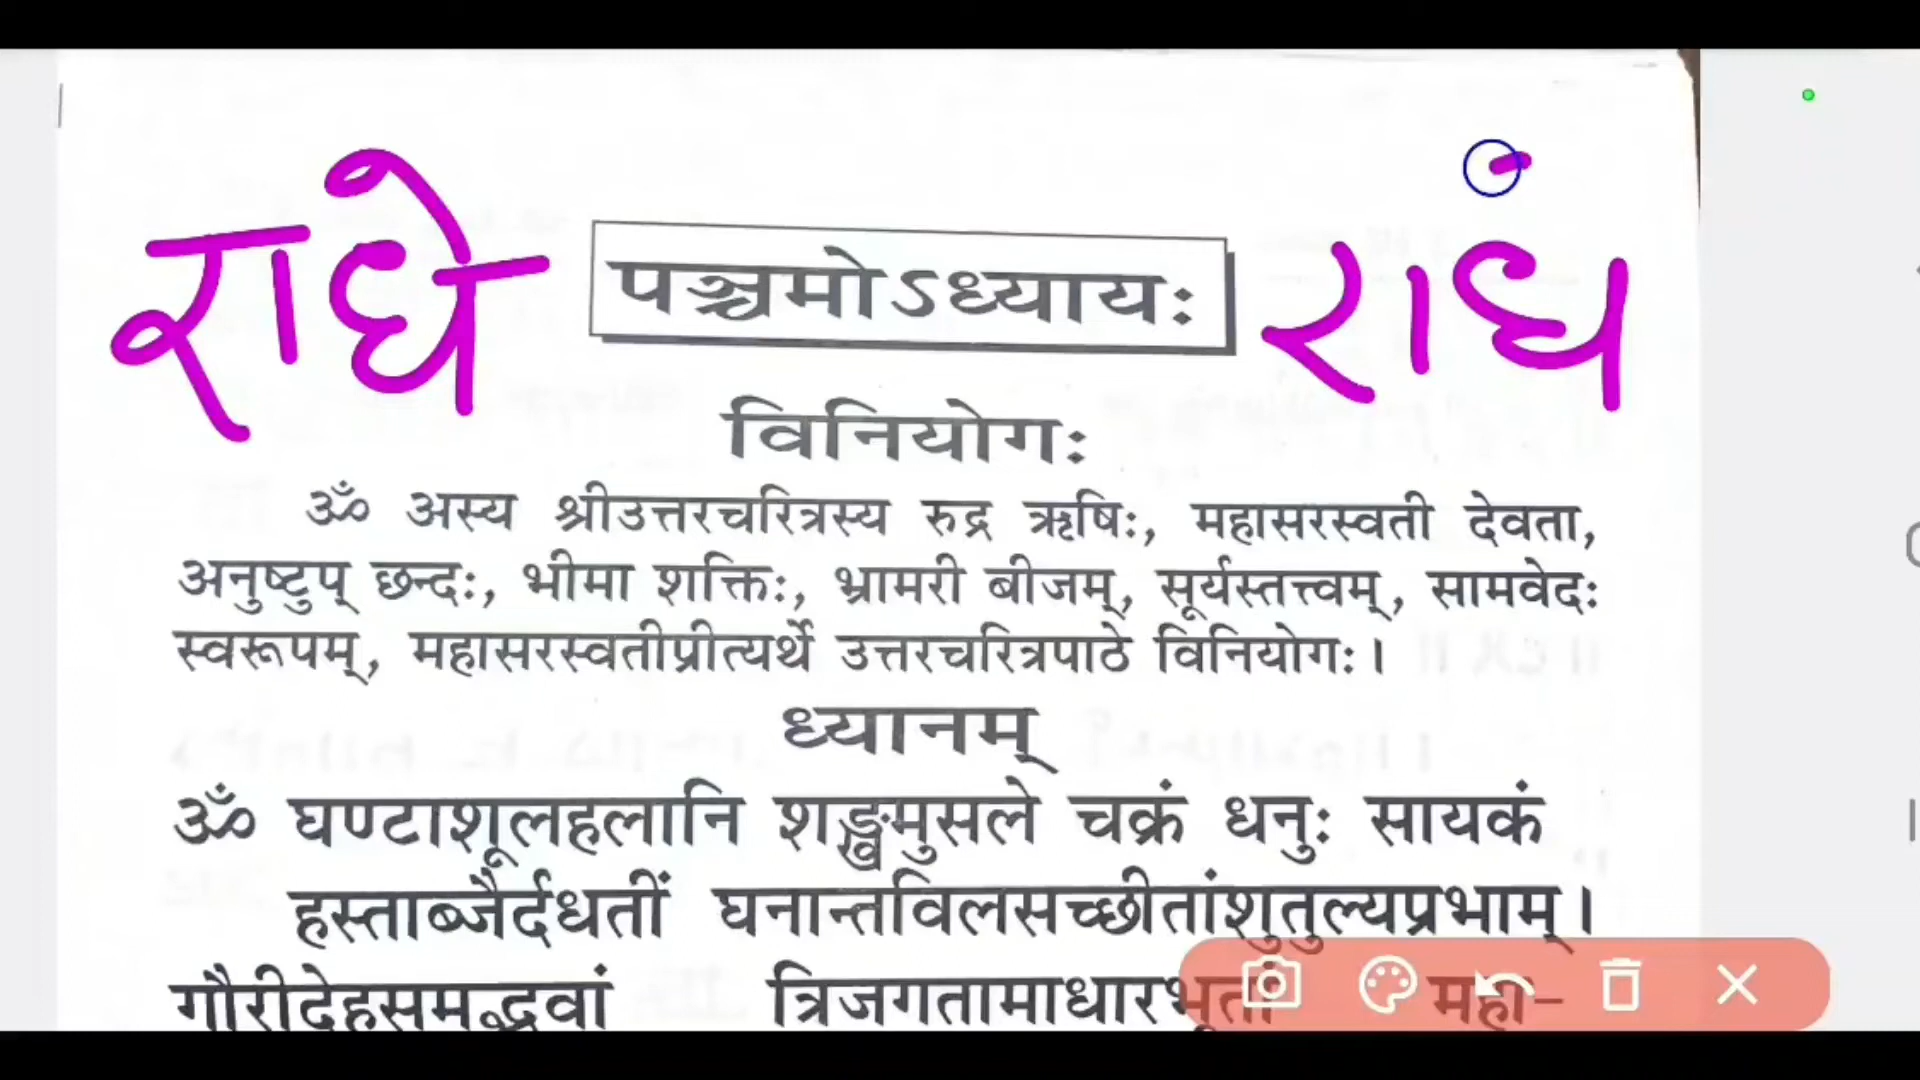 राधे पञ्चमोऽध्यायः राध
विनियोगः
ॐ अस्य श्रीउत्तरचरित्रस्य रुद्र ऋषिः, महासरस्वती देवता,
अनुष्टुप् छन्दः, भीमा शक्तिः, भ्रामरी बीजम्, सूर्यस्तत्त्वम्, सामवेदः
स्वरूपम्, महासरस्वतीप्रीत्यर्थे उत्तरचरित्रपाठे विनियोगः।
ध्यानम्
ॐ घण्टाशूलहलानि शङ्खमुसले चक्रं धनुः सायकं
हस्ताब्जैर्दधतीं घनान्तविलसच्छीतांशुतुल्यप्रभाम्।
गौरीदेहसमुद्भवां त्रिजगतामाधारभूतां महा-